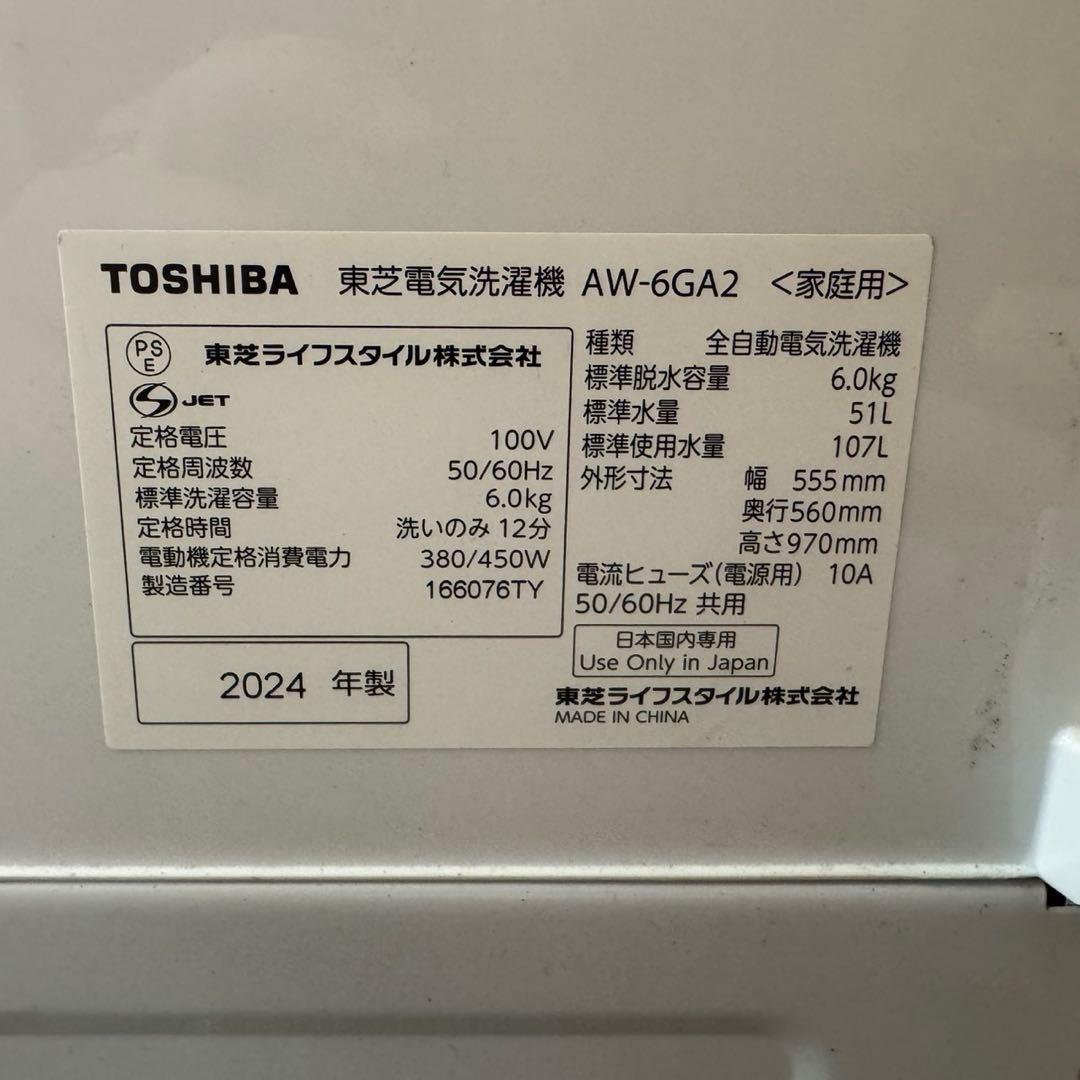 TOSHIBA 東芝電気洗濯機 AW-6GA2 <家庭用>
PSE 東芝ライフスタイル株式会社
S JET
定格電圧 100V
定格周波数 50/60Hz
標準洗濯容量 6.0kg
定格時間 洗いのみ 12分
電動機定格消費電力 380/450W
製造番号 166076TY
2024 年製
種類 全自動電気洗濯機
標準脱水容量 6.0kg
標準水量 51L
標準使用水量 107L
外形寸法 幅 555mm
奥行560mm
高さ970mm
電流ヒューズ(電源用) 10A
50/60Hz 共用
日本国内専用
Use Only in Japan
東芝ライフスタイル株式会社
MADE IN CHINA